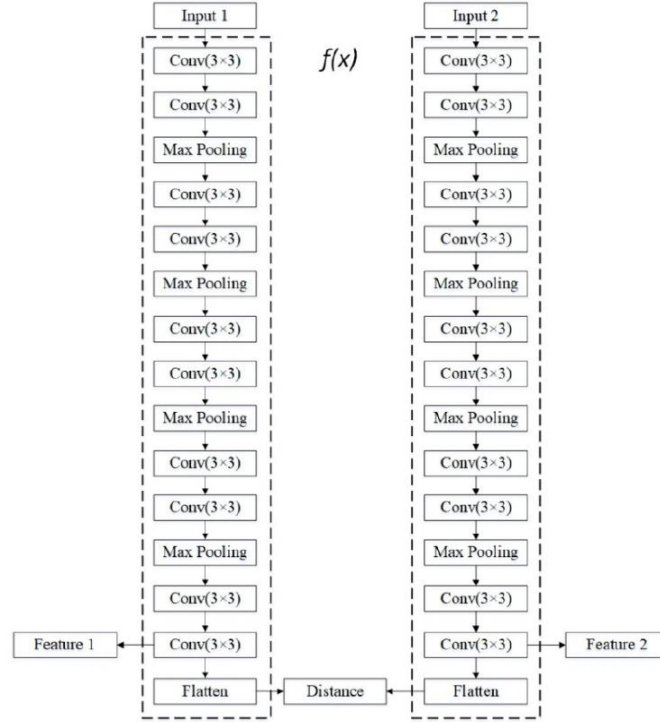 Input 1
Input 2
f(x)
Conv(3×3)
Conv(3×3)
Max Pooling
Conv(3×3)
Conv(3×3)
Max Pooling
Conv(3×3)
Conv(3×3)
Max Pooling
Conv(3×3)
Conv(3×3)
Max Pooling
Conv(3×3)
Feature 1
Conv(3×3)
Flatten
Distance
Conv(3×3)
Conv(3×3)
Max Pooling
Conv(3×3)
Conv(3×3)
Max Pooling
Conv(3×3)
Conv(3×3)
Max Pooling
Conv(3×3)
Conv(3×3)
Max Pooling
Conv(3×3)
Conv(3×3)
Feature 2
Flatten